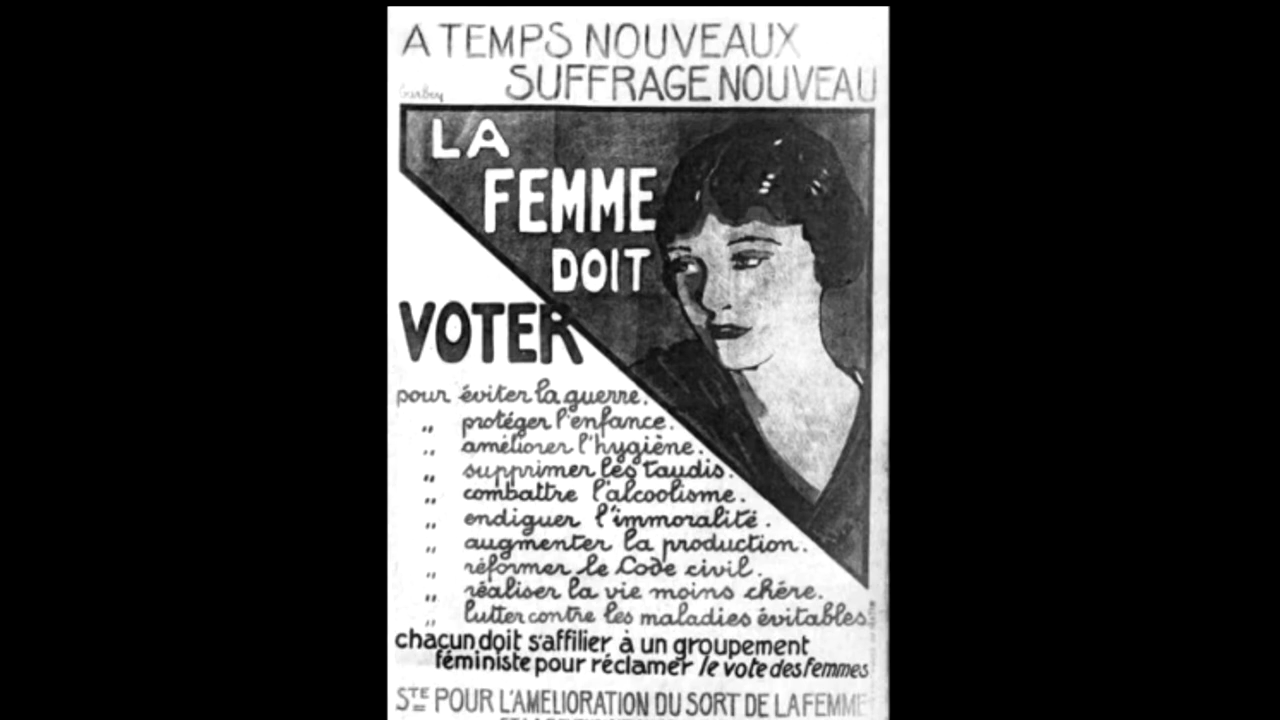 A TEMPS NOUVEAUX
SUFFRAGE NOUVEAU
LA
FEMME
DOIT
VOTER
pour éviter la guerre.
„ protéger l'enfance.
„ améliorer l'hygiène.
„ supprimer les taudis.
„ combattre l'alcoolisme.
„ endiguer l'immoralité.
„ augmenter la production.
„ réformer le Code civil.
„ réaliser la vie moins chére.
„ lutter contre les maladies évitables.
chacun doit s'affilier à un groupement
féministe pour réclamer le vote des femmes
STE POUR L'AMELIORATION DU SORT DE LA FEMME